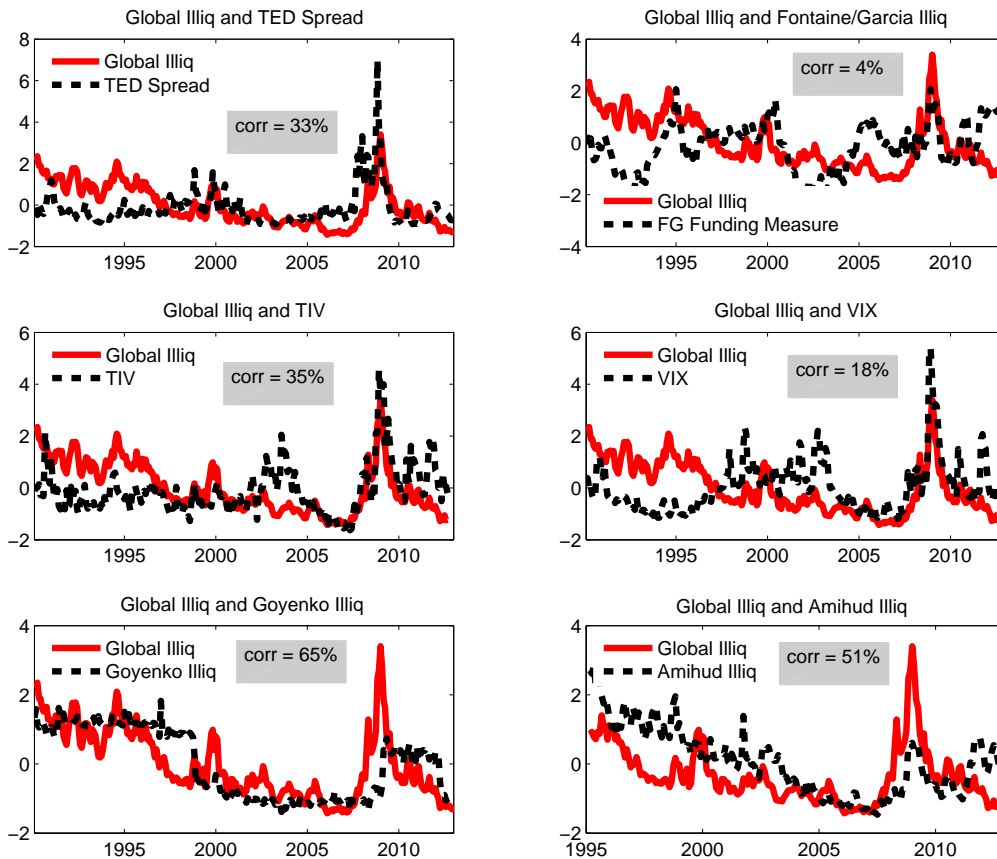 Global Illiq and TED Spread
8
6
4
2
0
−2
Global Illiq
TED Spread
corr = 33%
1995 2000 2005 2010
Global Illiq and Fontaine/Garcia Illiq
4
2
0
−2
−4
corr = 4%
Global Illiq
FG Funding Measure
1995 2000 2005 2010
Global Illiq and TIV
6
4
2
0
−2
Global Illiq
TIV
corr = 35%
1995 2000 2005 2010
Global Illiq and VIX
6
4
2
0
−2
Global Illiq
VIX
corr = 18%
1995 2000 2005 2010
Global Illiq and Goyenko Illiq
4
2
0
−2
Global Illiq
Goyenko Illiq
corr = 65%
1995 2000 2005 2010
Global Illiq and Amihud Illiq
4
2
0
−2
Global Illiq
Amihud Illiq
corr = 51%
1995 2000 2005 2010